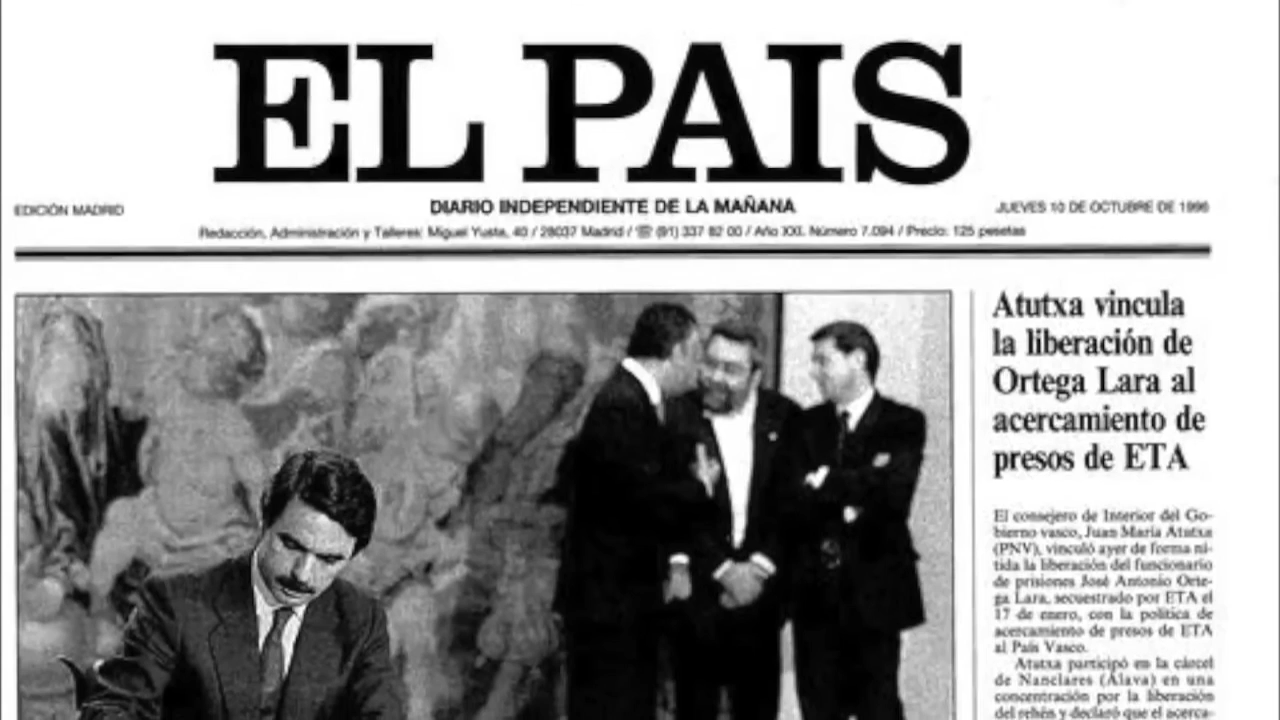 EL PAIS
EDICIÓN MADRID
DIARIO INDEPENDIENTE DE LA MAÑANA
JUEVES 10 DE OCTUBRE DE 1996
Redacción, Administración y Talleres: Miguel Yuste, 40 / 28037 Madrid / ☏ (91) 337 82 00 / Año XXI. Número 7.094 / Precio: 125 pesetas
Atutxa vincula
la liberación de
Ortega Lara al
acercamiento de
presos de ETA
El consejero de Interior del Go-
bierno vasco, Juan María Atutxa
(PNV), vinculó ayer de forma ní-
tida la liberación del funcionario
de prisiones José Antonio Orte-
ga Lara, secuestrado por ETA el
17 de enero, con la política de
acercamiento de presos de ETA
al País Vasco.
Atutxa participó en la cárcel
de Nanclares (Álava) en una
concentración por la liberación
del rehén y declaró que el acerca-